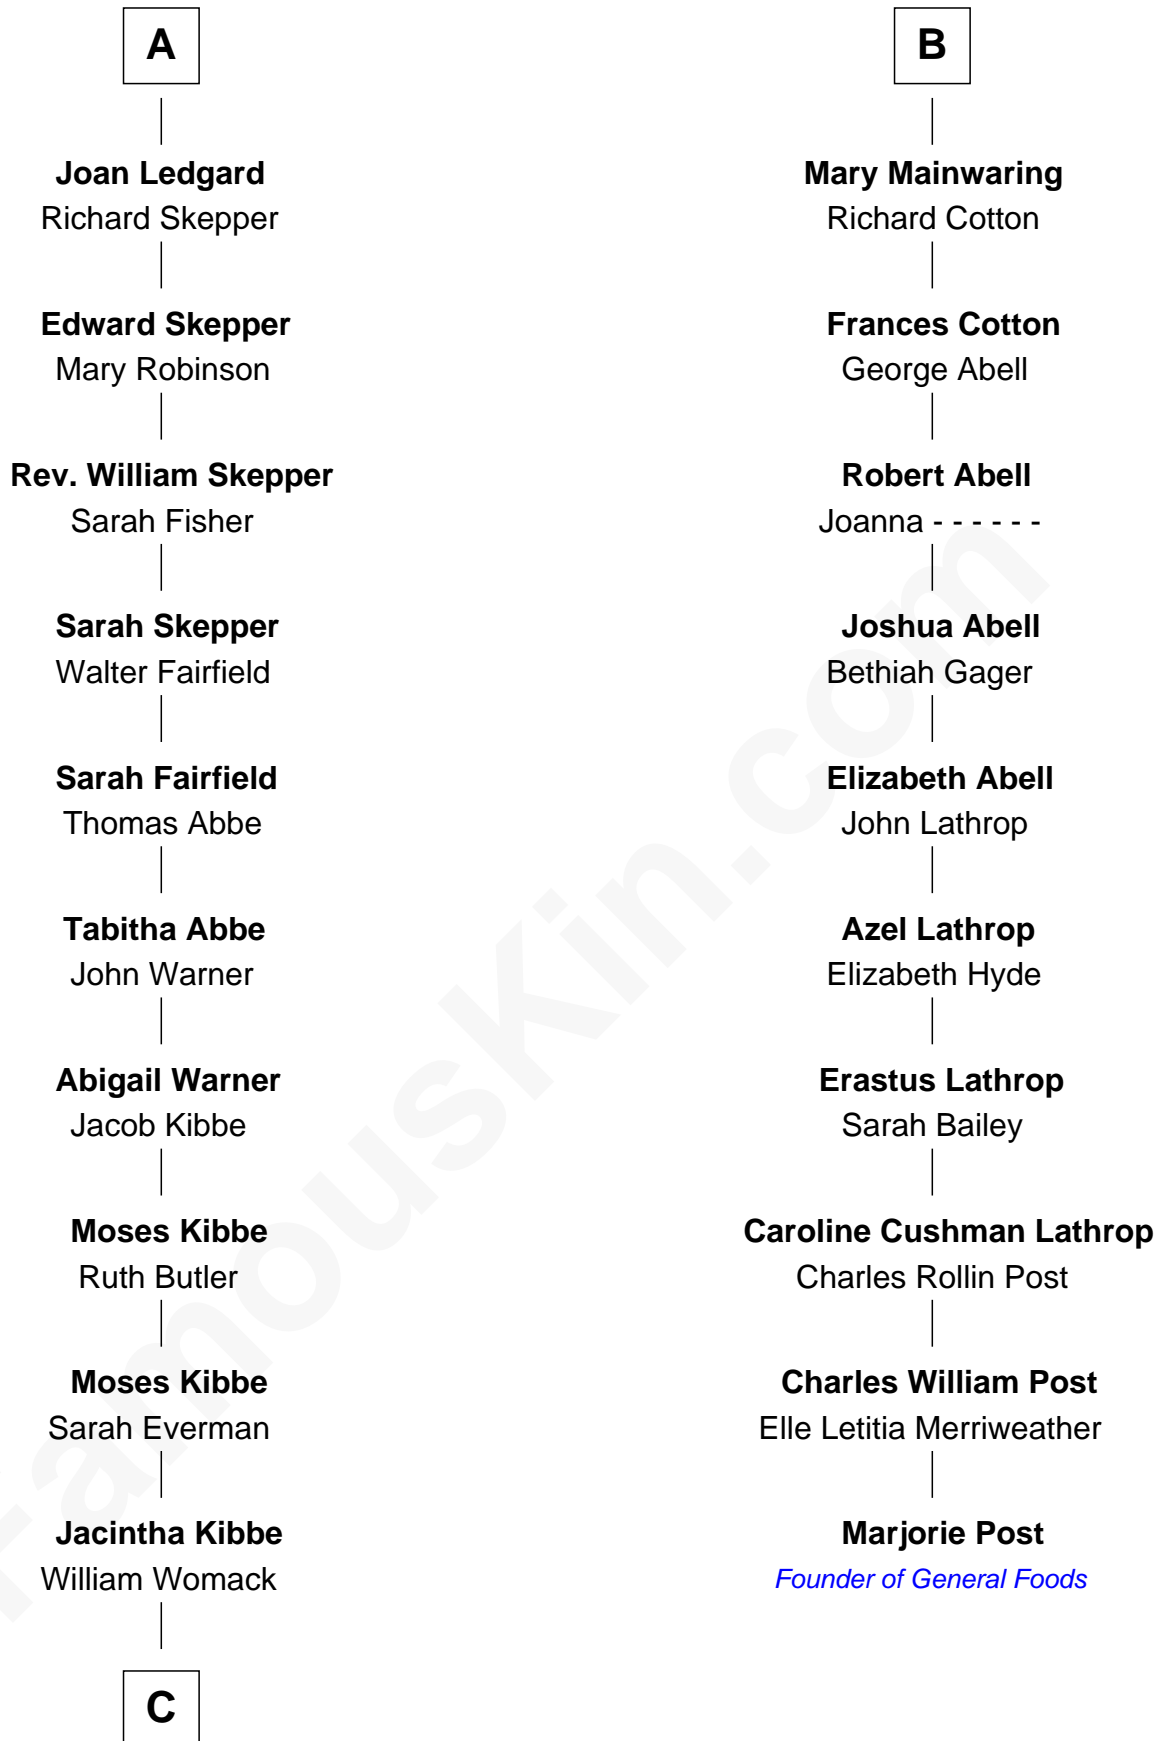 A
Joan Ledgard
Richard Skepper
Edward Skepper
Mary Robinson
Rev. William Skepper
Sarah Fisher
Sarah Skepper
Walter Fairfield
Sarah Fairfield
Thomas Abbe
Tabitha Abbe
John Warner
Abigail Warner
Jacob Kibbe
Moses Kibbe
Ruth Butler
Moses Kibbe
Sarah Everman
Jacintha Kibbe
William Womack
C
B
Mary Mainwaring
Richard Cotton
Frances Cotton
George Abell
Robert Abell
Joanna - - - - - -
Joshua Abell
Bethiah Gager
Elizabeth Abell
John Lathrop
Azel Lathrop
Elizabeth Hyde
Erastus Lathrop
Sarah Bailey
Caroline Cushman Lathrop
Charles Rollin Post
Charles William Post
Elle Letitia Merriweather
Marjorie Post
Founder of General Foods
FamousKin.com